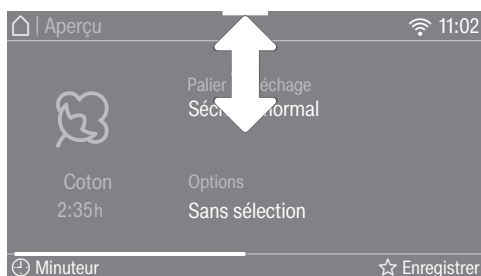 | Aperçu 11:02
Palier échage
Séc ormal
Coton
Options
2:35h
Sans sélection
Minuteur
Enregistrer